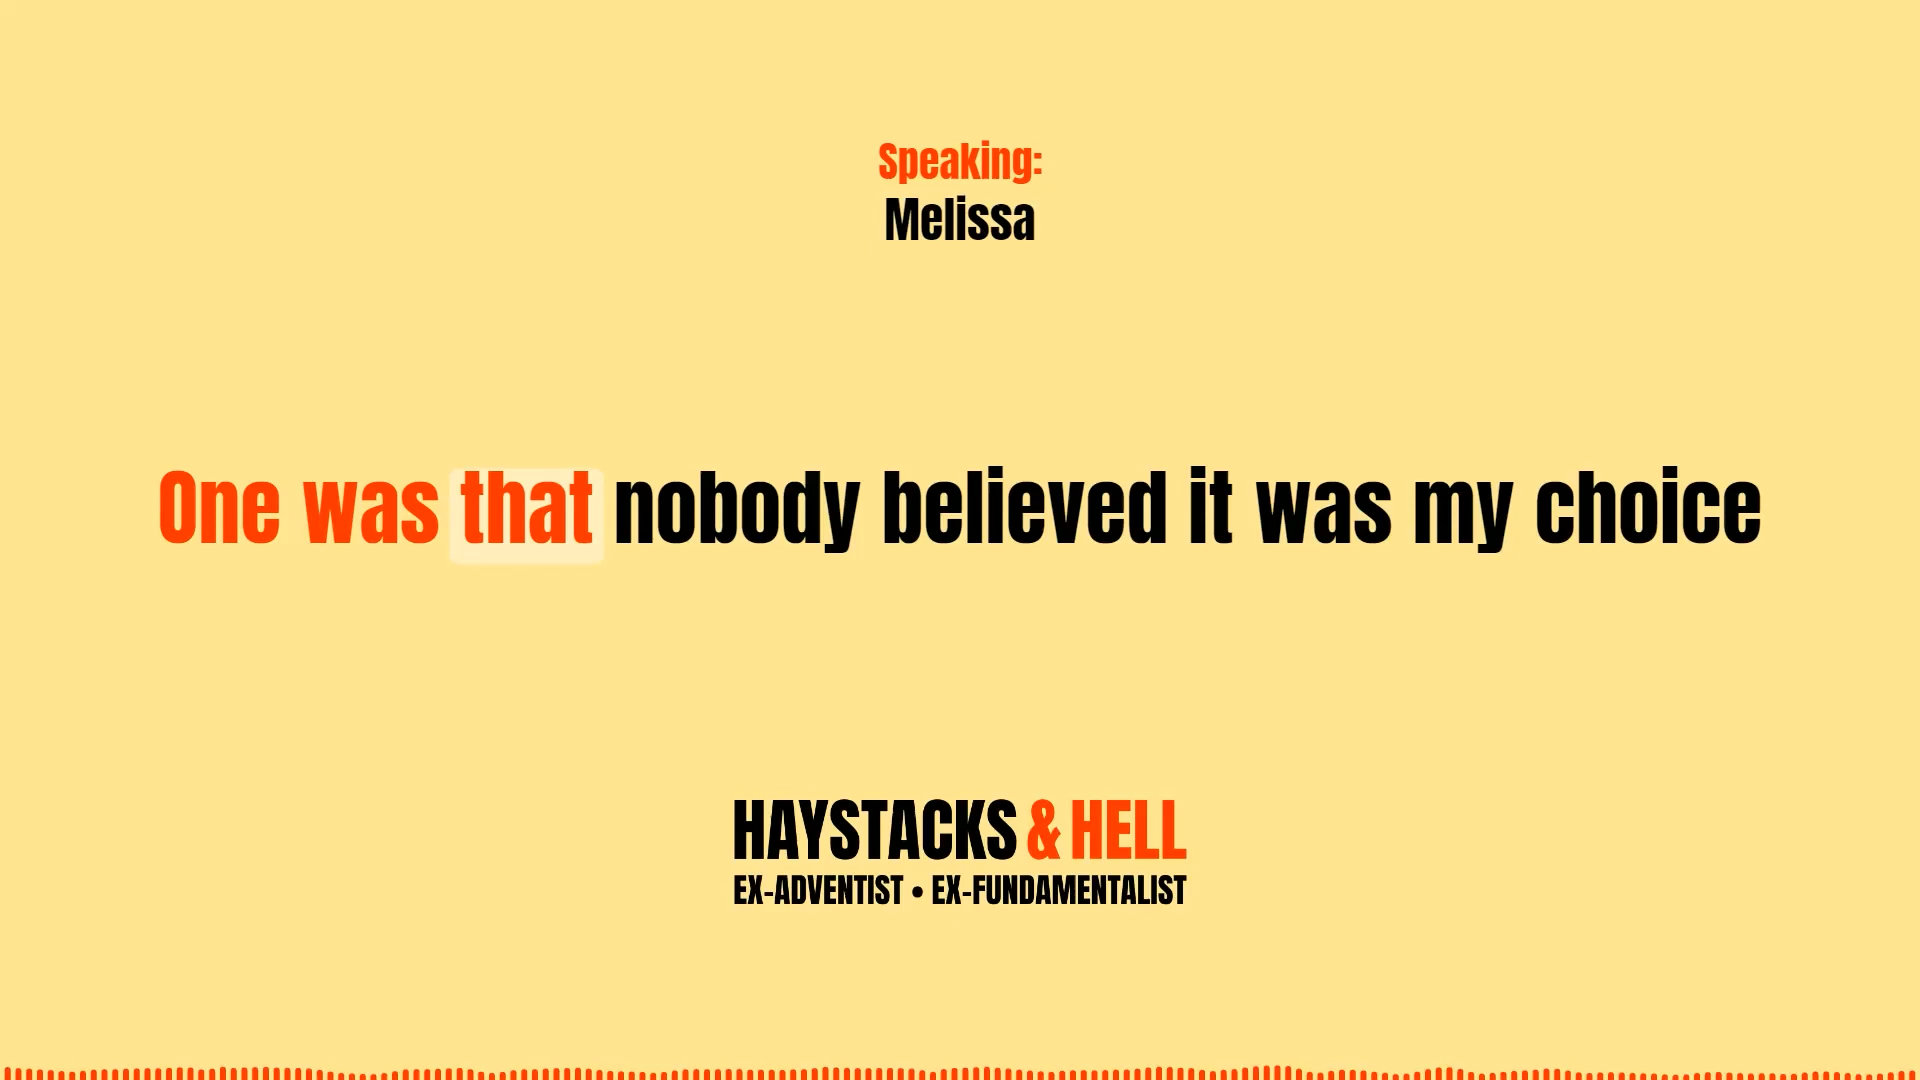 Speaking:
Melissa
One was that nobody believed it was my choice
HAYSTACKS & HELL
EX-ADVENTIST • EX-FUNDAMENTALIST